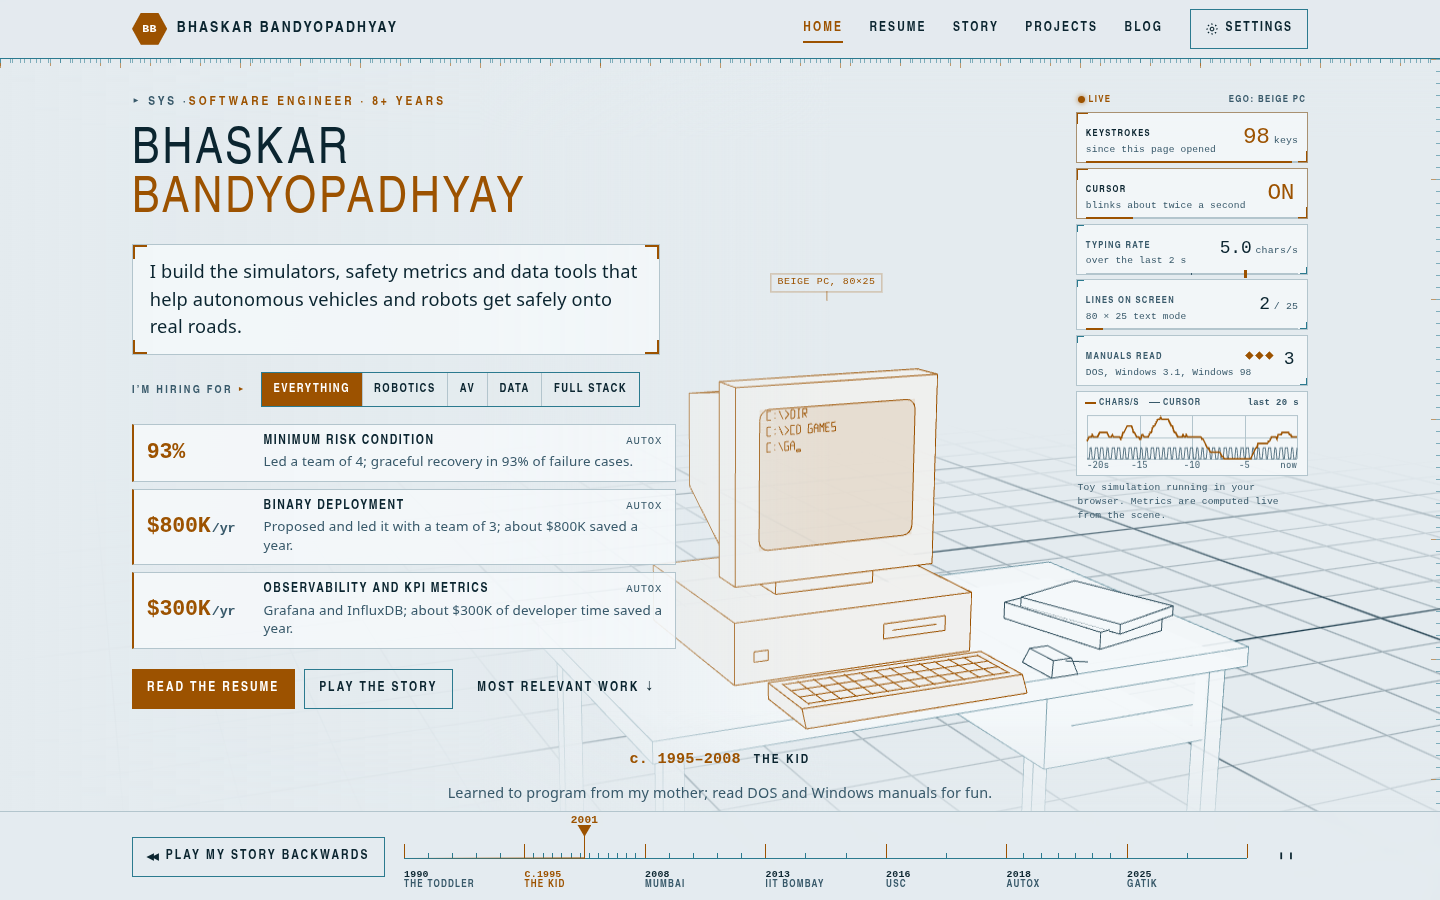 BB BHASKAR BANDYOPADHYAY
HOME RESUME STORY PROJECTS BLOG SETTINGS
▸ SYS ·SOFTWARE ENGINEER · 8+ YEARS
BHASKAR
BANDYOPADHYAY
I build the simulators, safety metrics and data tools that
help autonomous vehicles and robots get safely onto
real roads.
I'M HIRING FOR ▸ EVERYTHING ROBOTICS AV DATA FULL STACK
93% MINIMUM RISK CONDITION AUTOX
Led a team of 4; graceful recovery in 93% of failure cases.
$800K/yr BINARY DEPLOYMENT AUTOX
Proposed and led it with a team of 3; about $800K saved a
year.
$300K/yr OBSERVABILITY AND KPI METRICS AUTOX
Grafana and InfluxDB; about $300K of developer time saved a
year.
READ THE RESUME PLAY THE STORY MOST RELEVANT WORK ↓
BEIGE PC, 80×25
C:\>DIR
C:\>CD GAMES
C:\GA_
LIVE EGO: BEIGE PC
KEYSTROKES 98 keys
since this page opened
CURSOR ON
blinks about twice a second
TYPING RATE 5.0 chars/s
over the last 2 s
LINES ON SCREEN 2 / 25
80 × 25 text mode
MANUALS READ ◆◆◆ 3
DOS, Windows 3.1, Windows 98
CHARS/S CURSOR last 20 s
-20s -15 -10 -5 now
Toy simulation running in your
browser. Metrics are computed live
from the scene.
c. 1995–2008 THE KID
Learned to program from my mother; read DOS and Windows manuals for fun.
PLAY MY STORY BACKWARDS
2001
1990 C.1995 2008 2013 2016 2018 2025
THE TODDLER THE KID MUMBAI IIT BOMBAY USC AUTOX GATIK